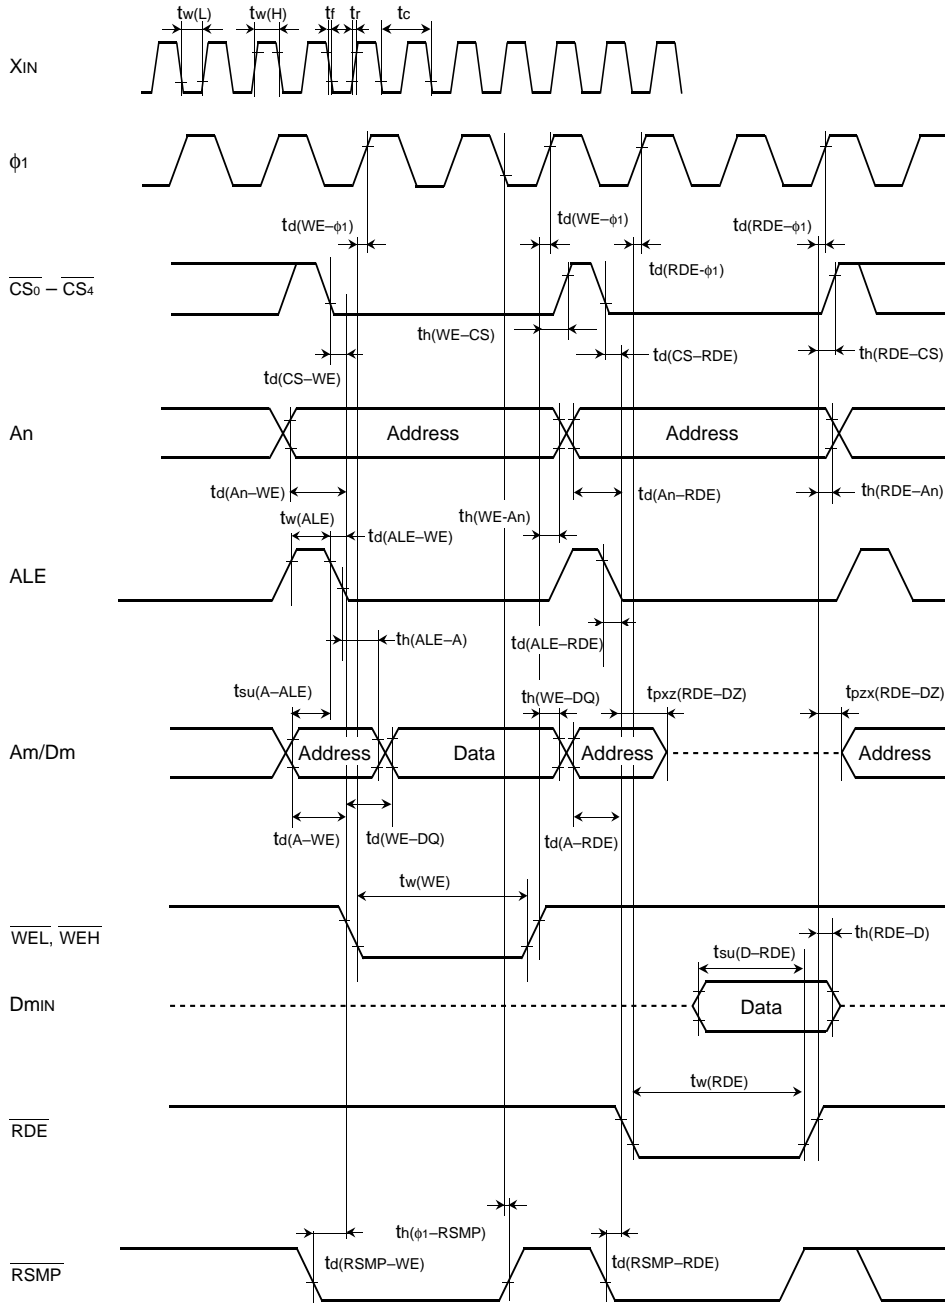 tw(L) tw(H) tf tr tc
XIN
ϕ1
td(WE–ϕ1) td(WE–ϕ1) td(RDE–ϕ1)
td(RDE-ϕ1)
CS0 – CS4
th(WE–CS)
td(CS–RDE) th(RDE–CS)
td(CS–WE)
An Address Address
td(An–WE) td(An–RDE) th(RDE–An)
tw(ALE) th(WE-An)
td(ALE–WE)
ALE
th(ALE–A) td(ALE–RDE)
tsu(A–ALE) th(WE–DQ) tpxz(RDE–DZ) tpzx(RDE–DZ)
Am/Dm Address Data Address Address
td(A–WE) td(WE–DQ) td(A–RDE)
tw(WE)
WEL, WEH
th(RDE–D)
tsu(D–RDE)
DmIN Data
tw(RDE)
RDE
th(ϕ1–RSMP)
td(RSMP–WE) td(RSMP–RDE)
RSMP